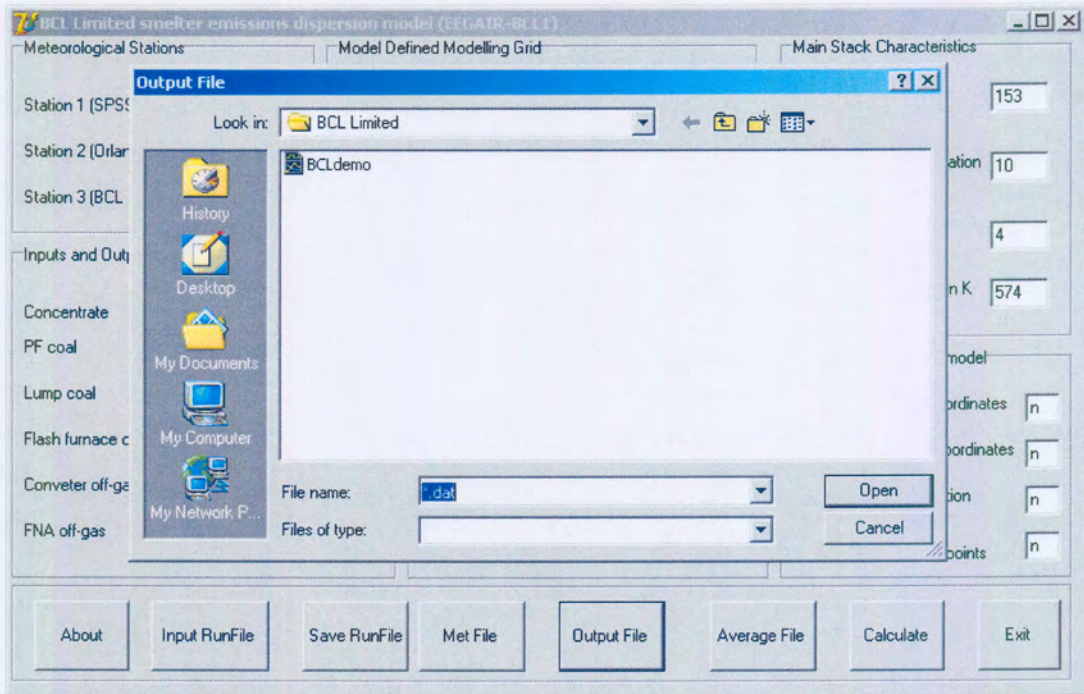 BCL Limited smelter emissions dispersion model (EEGAIR-BCL1)
Meteorological Stations
Model Defined Modelling Grid
Main Stack Characteristics
Output File
Station 1 (SPSS
153
Look in: BCL Limited
Station 2 (Orlar
ation 10
BCLdemo
Station 3 (BCL
History
4
Inputs and Outp
Desktop
n K 574
Concentrate
PF coal
My Documents
model
Lump coal
ordinates n
Flash furnace o
My Computer
oordinates n
Conveter off-ga
File name: *.dat Open
tion n
My Network P...
FNA off-gas
Files of type: Cancel
points n
About Input RunFile Save RunFile Met File Output File Average File Calculate Exit